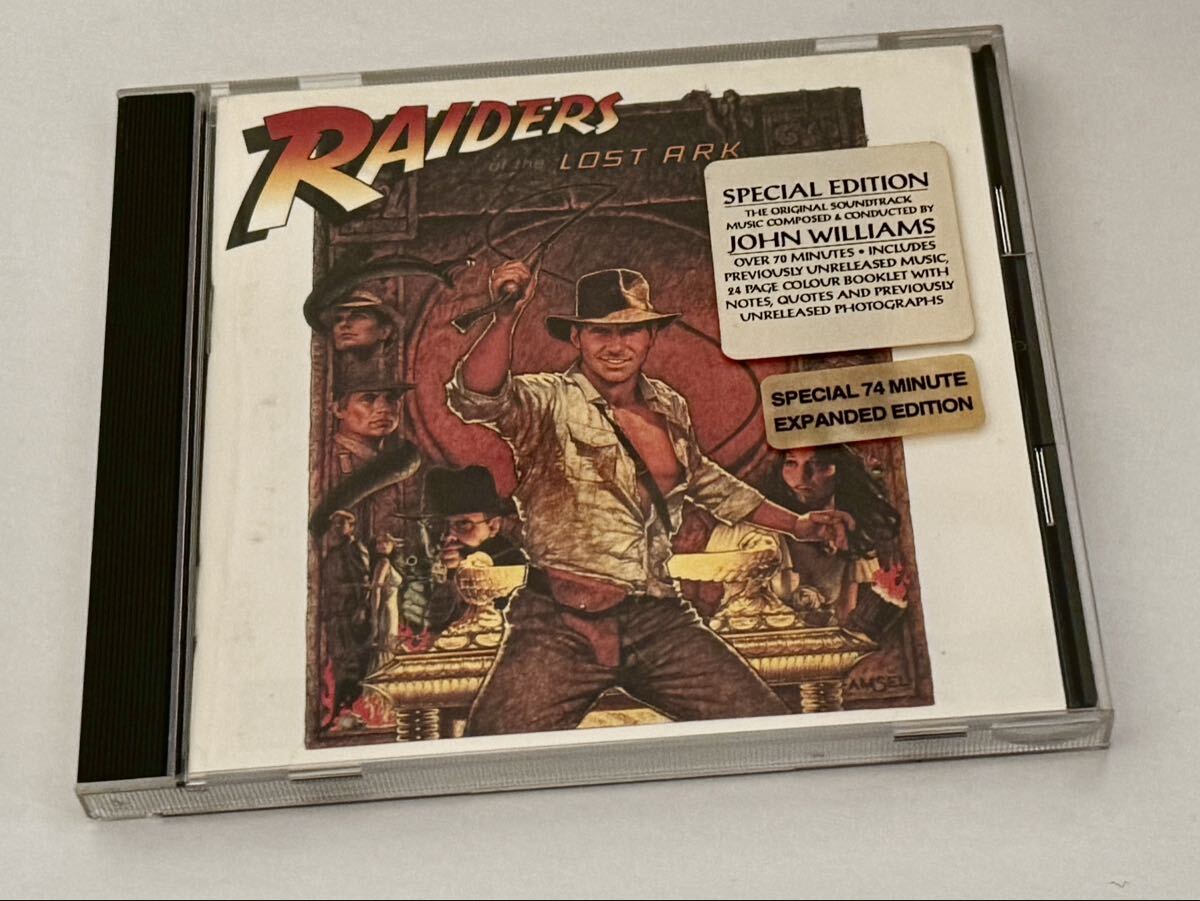 RAIDERS
of the LOST ARK
SPECIAL EDITION
THE ORIGINAL SOUNDTRACK
MUSIC COMPOSED & CONDUCTED BY
JOHN WILLIAMS
OVER 70 MINUTES • INCLUDES
PREVIOUSLY UNRELEASED MUSIC,
24 PAGE COLOUR BOOKLET WITH
NOTES, QUOTES AND PREVIOUSLY
UNRELEASED PHOTOGRAPHS
SPECIAL 74 MINUTE
EXPANDED EDITION
AMSEL